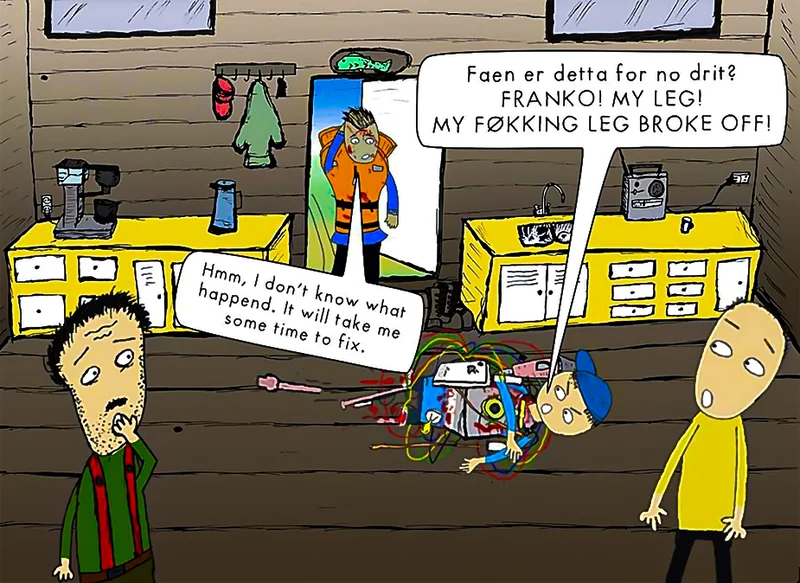 Faen er detta for no drit?
FRANKO! MY LEG!
MY FØKKING LEG BROKE OFF!
Hmm, I don't know what
happend. It will take me
some time to fix.